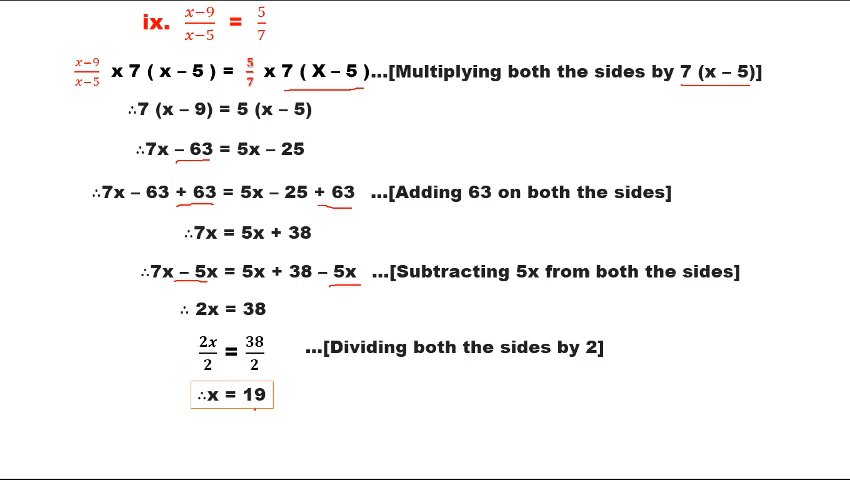 ix. x−9/x−5 = 5/7
x−9/x−5 x 7 ( x – 5 ) = 5/7 x 7 ( X – 5 )...[Multiplying both the sides by 7 (x – 5)]
∴7 (x – 9) = 5 (x – 5)
∴7x – 63 = 5x – 25
∴7x – 63 + 63 = 5x – 25 + 63 ...[Adding 63 on both the sides]
∴7x = 5x + 38
∴7x – 5x = 5x + 38 – 5x ...[Subtracting 5x from both the sides]
∴ 2x = 38
2x/2 = 38/2 ...[Dividing both the sides by 2]
∴x = 19